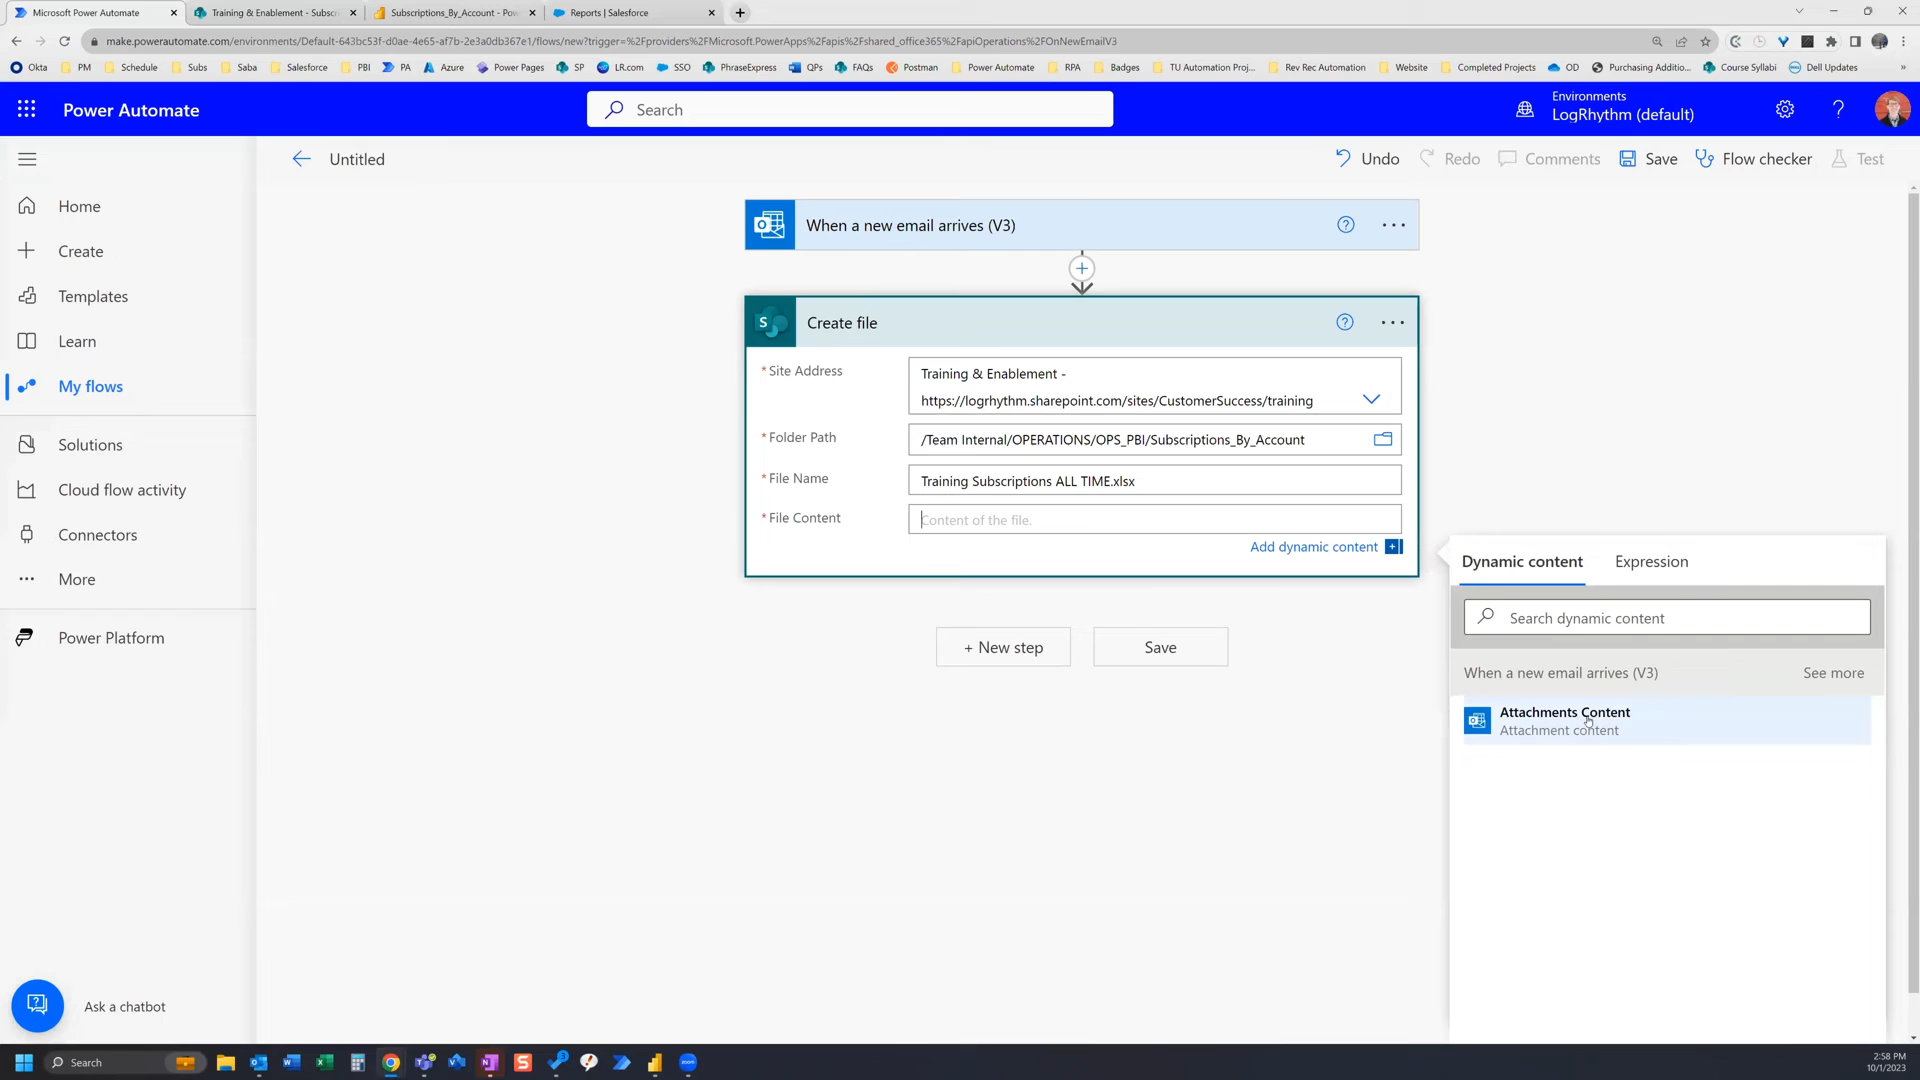 Microsoft Power Automate
Training & Enablement - Subscri
Subscriptions_By_Account - Pow
Reports | Salesforce
make.powerautomate.com/environments/Default-643bc53f-d0ae-4e65-af7b-2e3a0db367e1/flows/new?trigger=%2Fproviders%2FMicrosoft.PowerApps%2Fapis%2Fshared_office365%2FapiOperations%2FOnNewEmailV3
Okta PM Schedule Subs Saba Salesforce PBI PA Azure Power Pages SP LR.com SSO PhraseExpress QPs FAQs Postman Power Automate RPA Badges TU Automation Proj... Rev Rec Automation Website Completed Projects OD Purchasing Additio... Course Syllabi Dell Updates »
Power Automate
Search
Environments
LogRhythm (default)
?
Untitled
Undo Redo Comments Save Flow checker Test
Home
Create
Templates
Learn
My flows
Solutions
Cloud flow activity
Connectors
More
Power Platform
Ask a chatbot
When a new email arrives (V3)
Create file
* Site Address
Training & Enablement -
https://logrhythm.sharepoint.com/sites/CustomerSuccess/training
* Folder Path
/Team Internal/OPERATIONS/OPS_PBI/Subscriptions_By_Account
* File Name
Training Subscriptions ALL TIME.xlsx
* File Content
Content of the file.
Add dynamic content
+ New step
Save
Dynamic content Expression
Search dynamic content
When a new email arrives (V3) See more
Attachments Content
Attachment content
Search
2:58 PM
10/1/2023